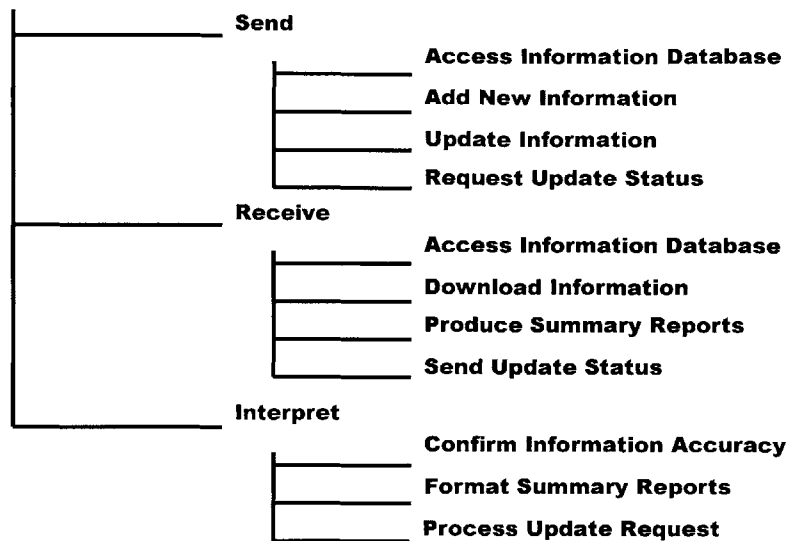 Send
Access Information Database
Add New Information
Update Information
Request Update Status
Receive
Access Information Database
Download Information
Produce Summary Reports
Send Update Status
Interpret
Confirm Information Accuracy
Format Summary Reports
Process Update Request